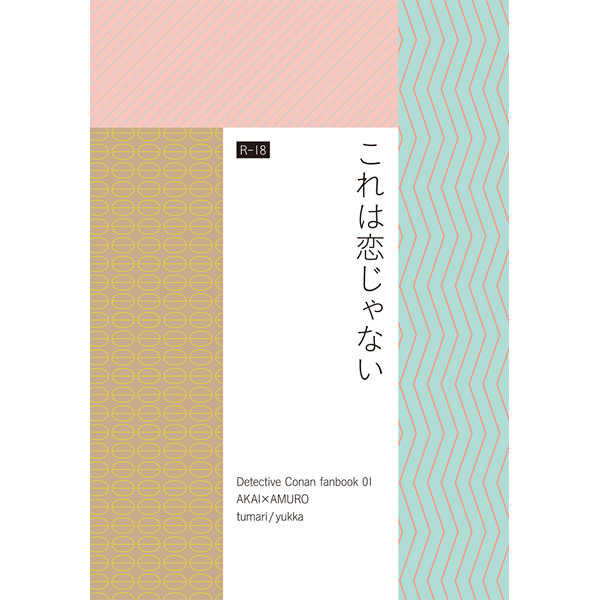 R-18
これは恋じゃない
Detective Conan fanbook 01
AKAI×AMURO
tumari/yukka